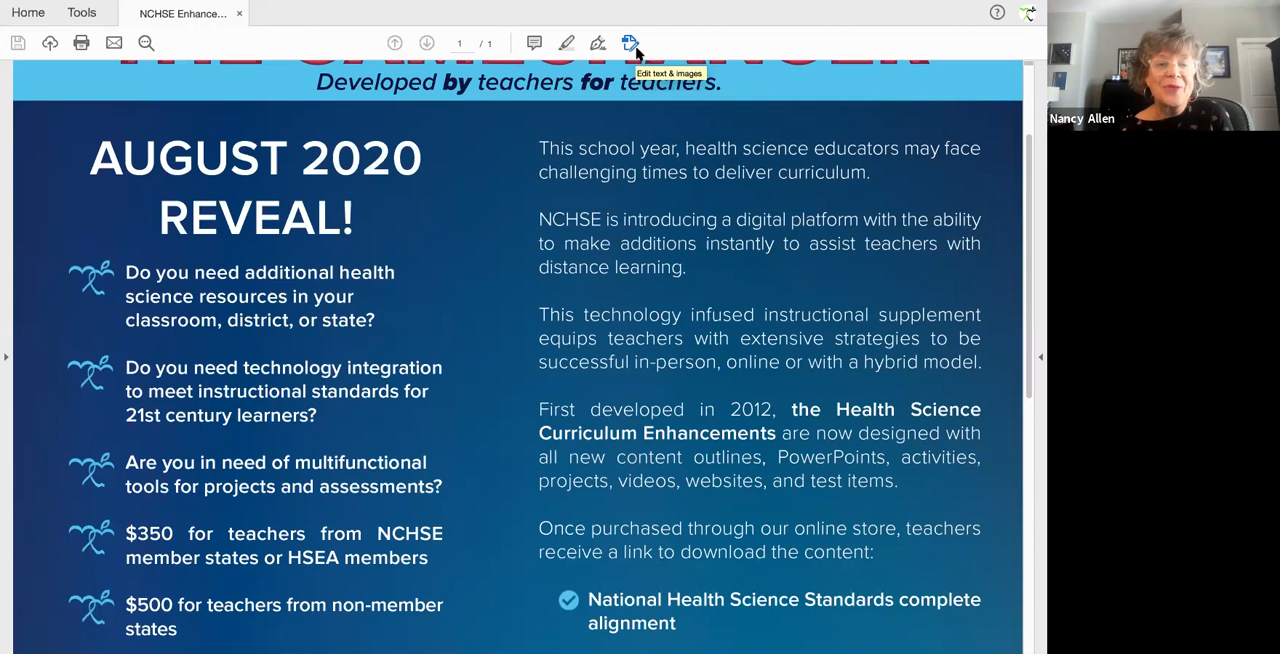 Home
Tools
NCHSE Enhance...
×
?
1 / 1
Edit text & images
THE GAMECHANGER
Developed by teachers for teachers.
Nancy Allen
AUGUST 2020
REVEAL!
Do you need additional health
science resources in your
classroom, district, or state?
Do you need technology integration
to meet instructional standards for
21st century learners?
Are you in need of multifunctional
tools for projects and assessments?
$350 for teachers from NCHSE
member states or HSEA members
$500 for teachers from non-member
states
This school year, health science educators may face
challenging times to deliver curriculum.
NCHSE is introducing a digital platform with the ability
to make additions instantly to assist teachers with
distance learning.
This technology infused instructional supplement
equips teachers with extensive strategies to be
successful in-person, online or with a hybrid model.
First developed in 2012, the Health Science
Curriculum Enhancements are now designed with
all new content outlines, PowerPoints, activities,
projects, videos, websites, and test items.
Once purchased through our online store, teachers
receive a link to download the content:
National Health Science Standards complete
alignment